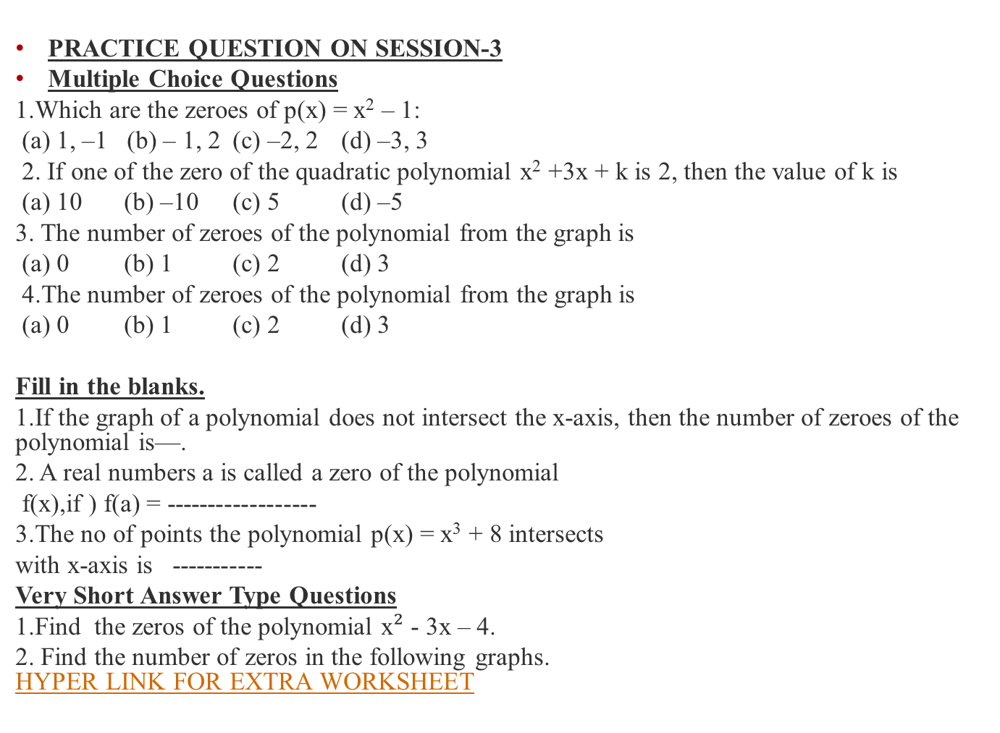 • PRACTICE QUESTION ON SESSION-3
• Multiple Choice Questions
1.Which are the zeroes of p(x) = x² – 1:
(a) 1, –1 (b) – 1, 2 (c) –2, 2 (d) –3, 3
2. If one of the zero of the quadratic polynomial x² +3x + k is 2, then the value of k is
(a) 10 (b) –10 (c) 5 (d) –5
3. The number of zeroes of the polynomial from the graph is
(a) 0 (b) 1 (c) 2 (d) 3
4.The number of zeroes of the polynomial from the graph is
(a) 0 (b) 1 (c) 2 (d) 3
Fill in the blanks.
1.If the graph of a polynomial does not intersect the x-axis, then the number of zeroes of the
polynomial is—.
2. A real numbers a is called a zero of the polynomial
f(x),if ) f(a) = -------------------
3.The no of points the polynomial p(x) = x³ + 8 intersects
with x-axis is -----------
Very Short Answer Type Questions
1.Find the zeros of the polynomial x² - 3x – 4.
2. Find the number of zeros in the following graphs.
HYPER LINK FOR EXTRA WORKSHEET